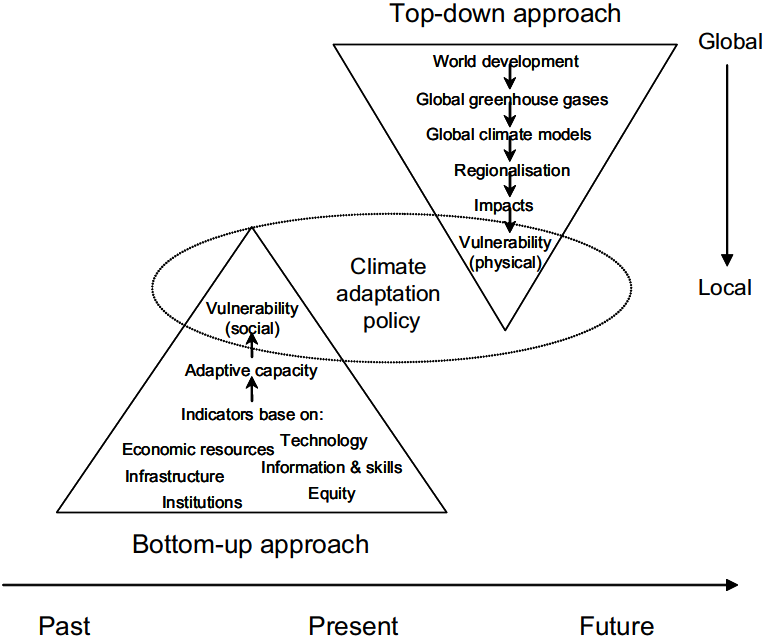 Top-down approach
Global
World development
Global greenhouse gases
Global climate models
Regionalisation
Impacts
Vulnerability
(physical)
Local
Climate
adaptation
policy
Vulnerability
(social)
Adaptive capacity
Indicators base on:
Economic resources
Technology
Infrastructure
Information & skills
Institutions
Equity
Bottom-up approach
Past
Present
Future